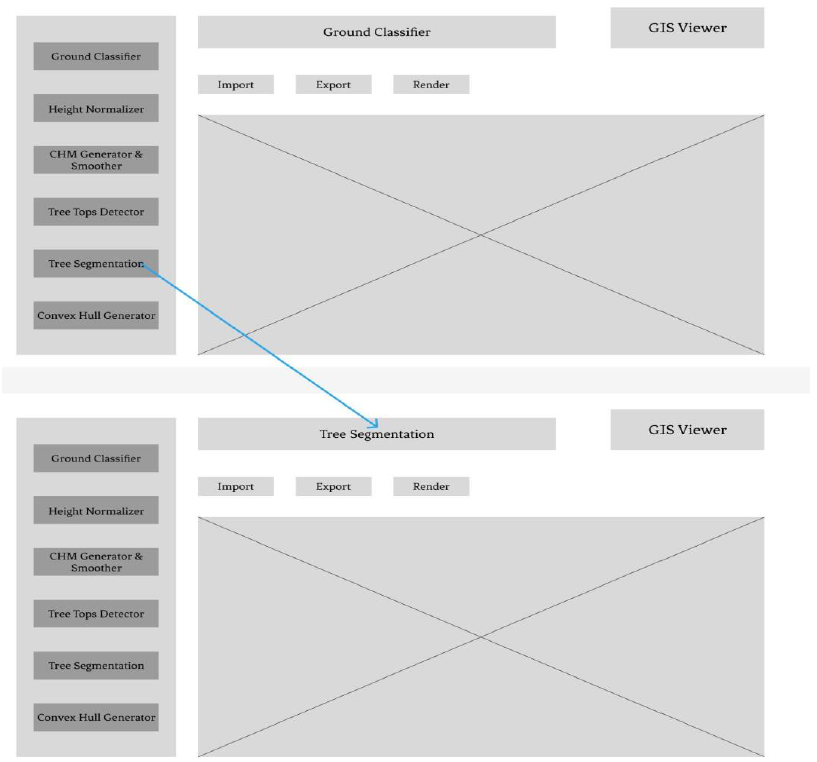 Ground Classifier
GIS Viewer
Ground Classifier
Height Normalizer
CHM Generator &
Smoother
Tree Tops Detector
Tree Segmentation
Convex Hull Generator
Import
Export
Render
Tree Segmentation
GIS Viewer
Ground Classifier
Height Normalizer
CHM Generator &
Smoother
Tree Tops Detector
Tree Segmentation
Convex Hull Generator
Import
Export
Render